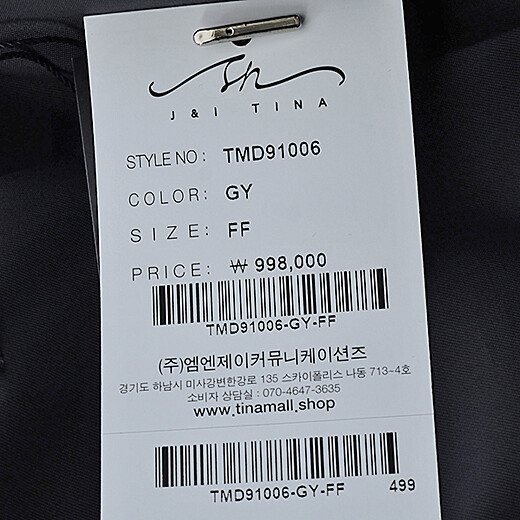 J & I TINA
STYLE NO : TMD91006
COLOR: GY
SIZE: FF
PRICE: ₩ 998,000
TMD91006-GY-FF
(주)엠엔제이커뮤니케이션즈
경기도 하남시 미사강변한강로 135 스카이폴리스 나동 713-4호
소비자 상담실 : 070-4647-3635
www.tinamall.shop
TMD91006-GY-FF
499